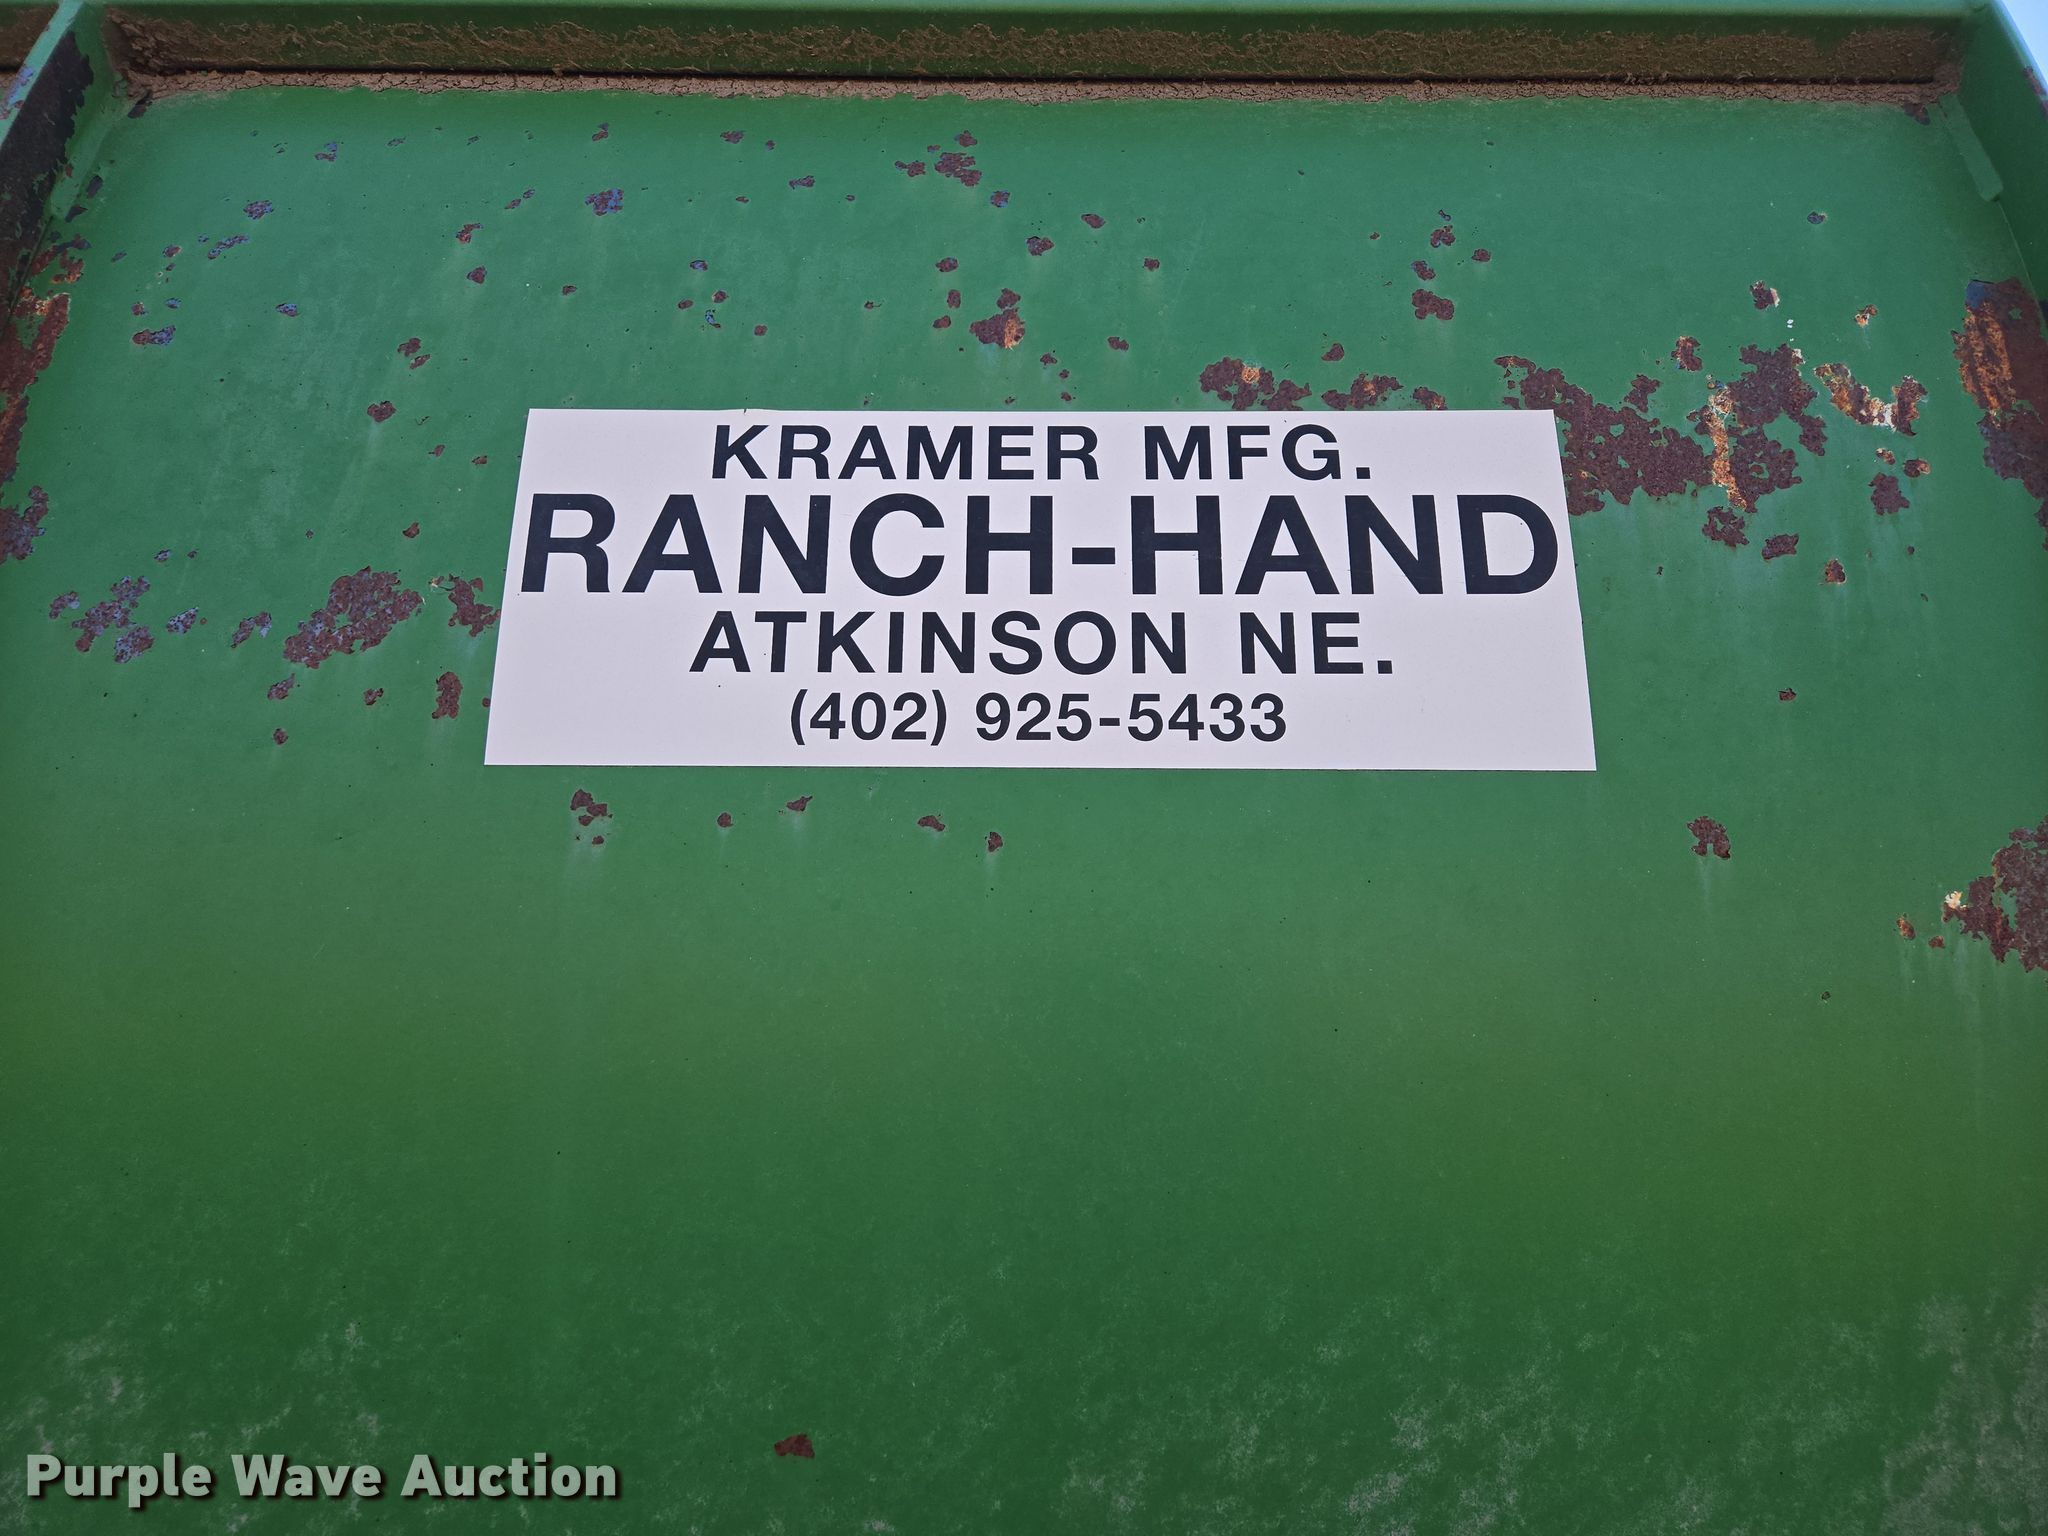 KRAMER MFG.
RANCH-HAND
ATKINSON NE.
(402) 925-5433
Purple Wave Auction